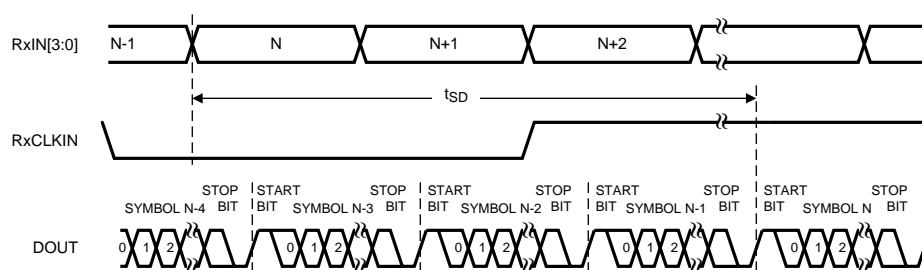 RxIN[3:0] N-1 N N+1 N+2
tSD
RxCLKIN
STOP BIT START BIT STOP BIT START BIT STOP BIT START BIT STOP BIT START BIT STOP BIT
SYMBOL N-4 SYMBOL N-3 SYMBOL N-2 SYMBOL N-1 SYMBOL N
DOUT 0 1 2 0 1 2 0 1 2 0 1 2 0 1 2